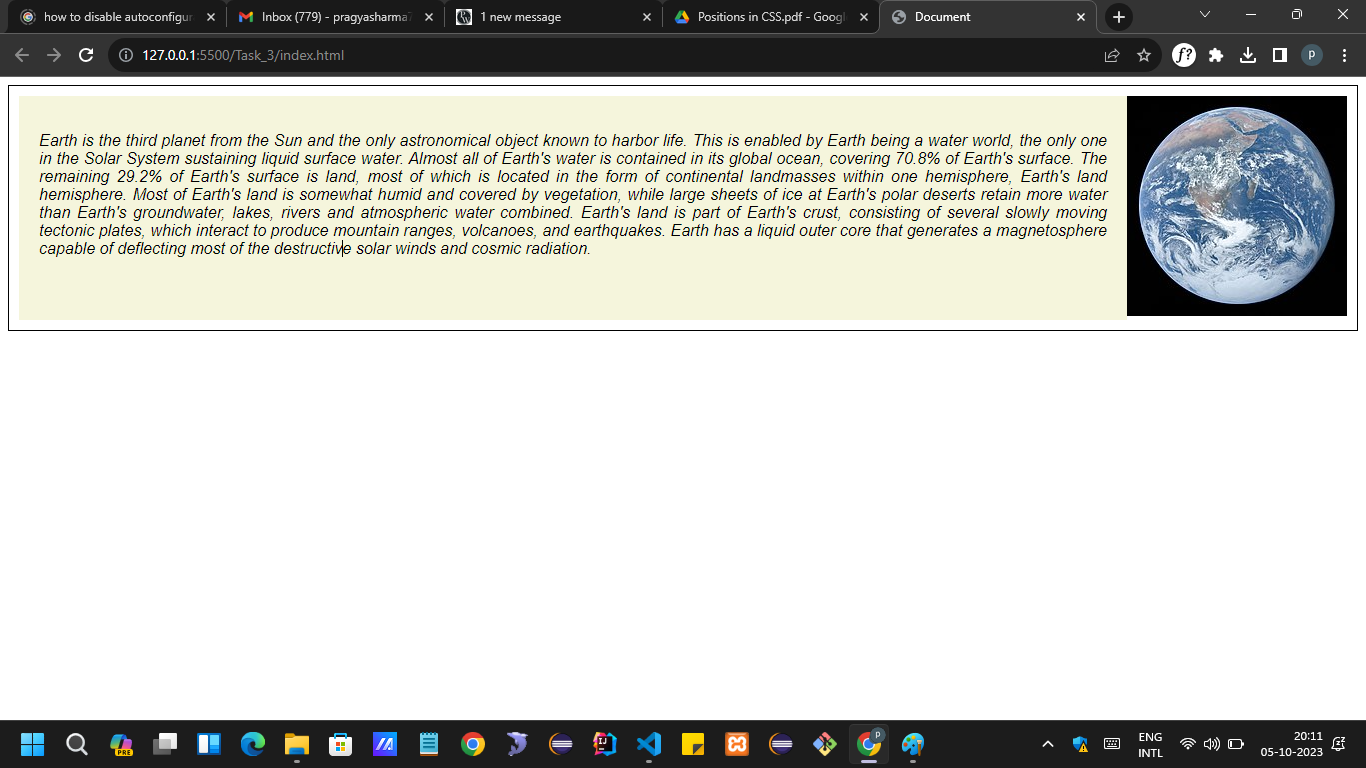 how to disable autoconfigur
Inbox (779) - pragyasharma7
1 new message
Positions in CSS.pdf - Google
Document
127.0.0.1:5500/Task_3/index.html
f?
p
Earth is the third planet from the Sun and the only astronomical object known to harbor life. This is enabled by Earth being a water world, the only one
in the Solar System sustaining liquid surface water. Almost all of Earth's water is contained in its global ocean, covering 70.8% of Earth's surface. The
remaining 29.2% of Earth's surface is land, most of which is located in the form of continental landmasses within one hemisphere, Earth's land
hemisphere. Most of Earth's land is somewhat humid and covered by vegetation, while large sheets of ice at Earth's polar deserts retain more water
than Earth's groundwater, lakes, rivers and atmospheric water combined. Earth's land is part of Earth's crust, consisting of several slowly moving
tectonic plates, which interact to produce mountain ranges, volcanoes, and earthquakes. Earth has a liquid outer core that generates a magnetosphere
capable of deflecting most of the destructive solar winds and cosmic radiation.
PRE
IJ
p
ENG
INTL
20:11
05-10-2023